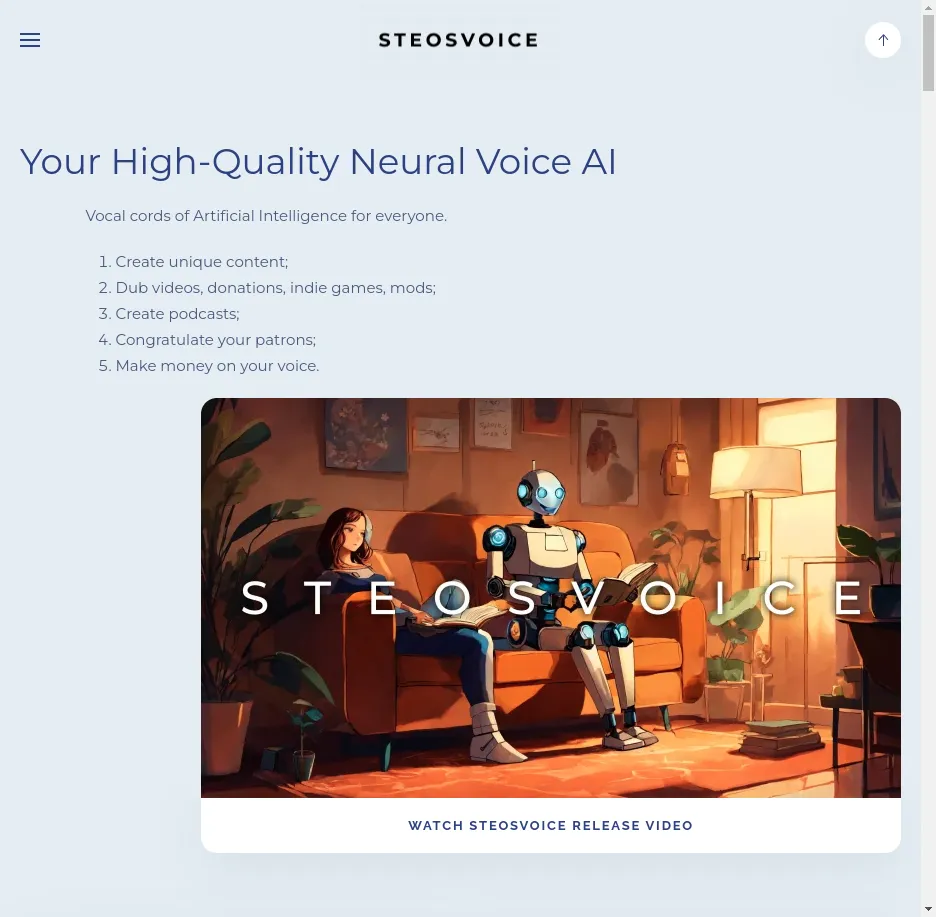 STEOSVOICE
Your High-Quality Neural Voice AI
Vocal cords of Artificial Intelligence for everyone.
1. Create unique content;
2. Dub videos, donations, indie games, mods;
3. Create podcasts;
4. Congratulate your patrons;
5. Make money on your voice.
STEOSVOICE
WATCH STEOSVOICE RELEASE VIDEO